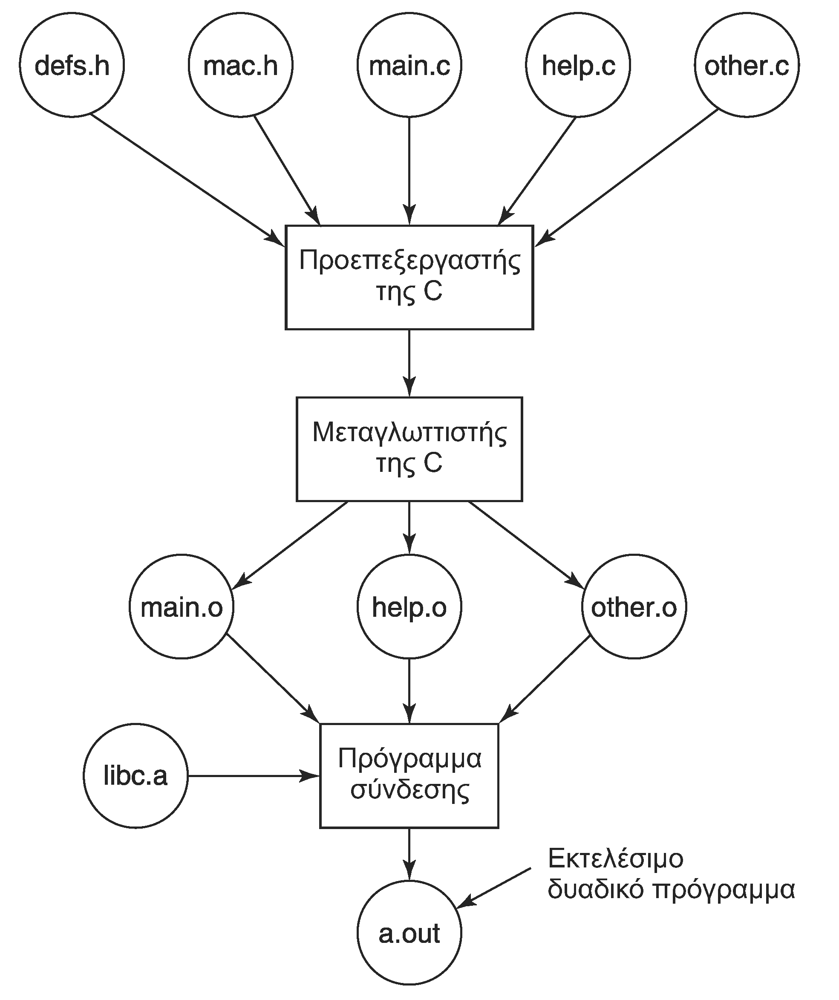 defs.h
mac.h
main.c
help.c
other.c
Προεπεξεργαστής
της C
Μεταγλωττιστής
της C
main.o
help.o
other.o
libc.a
Πρόγραμμα
σύνδεσης
Εκτελέσιμο
δυαδικό πρόγραμμα
a.out